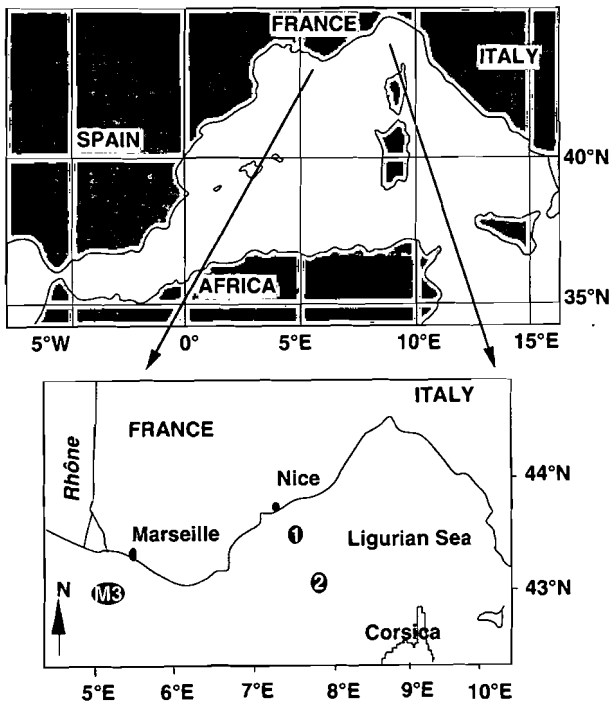 FRANCE
ITALY
SPAIN
40°N
AFRICA
35°N
5°W 0° 5°E 10°E 15°E
ITALY
FRANCE
Rhône
Nice
44°N
Marseille
1
Ligurian Sea
2
43°N
N
M3
Corsica
5°E 6°E 7°E 8°E 9°E 10°E